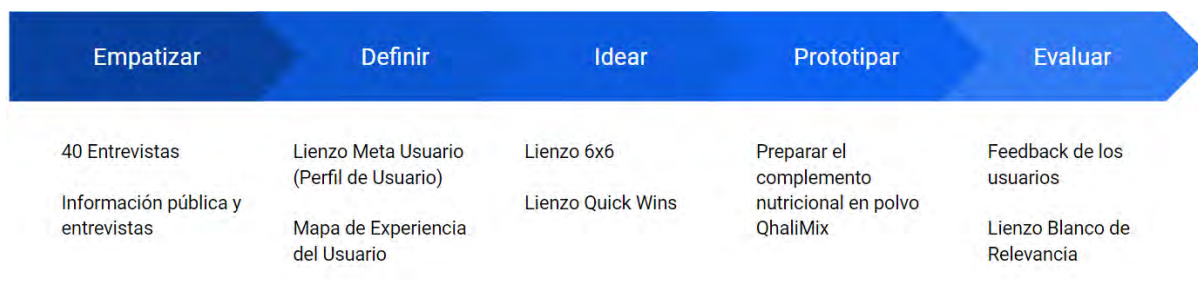 Empatizar
Definir
Idear
Prototipar
Evaluar
40 Entrevistas
Información pública y
entrevistas
Lienzo Meta Usuario
(Perfil de Usuario)
Mapa de Experiencia
del Usuario
Lienzo 6x6
Lienzo Quick Wins
Preparar el
complemento
nutricional en polvo
QhaliMix
Feedback de los
usuarios
Lienzo Blanco de
Relevancia